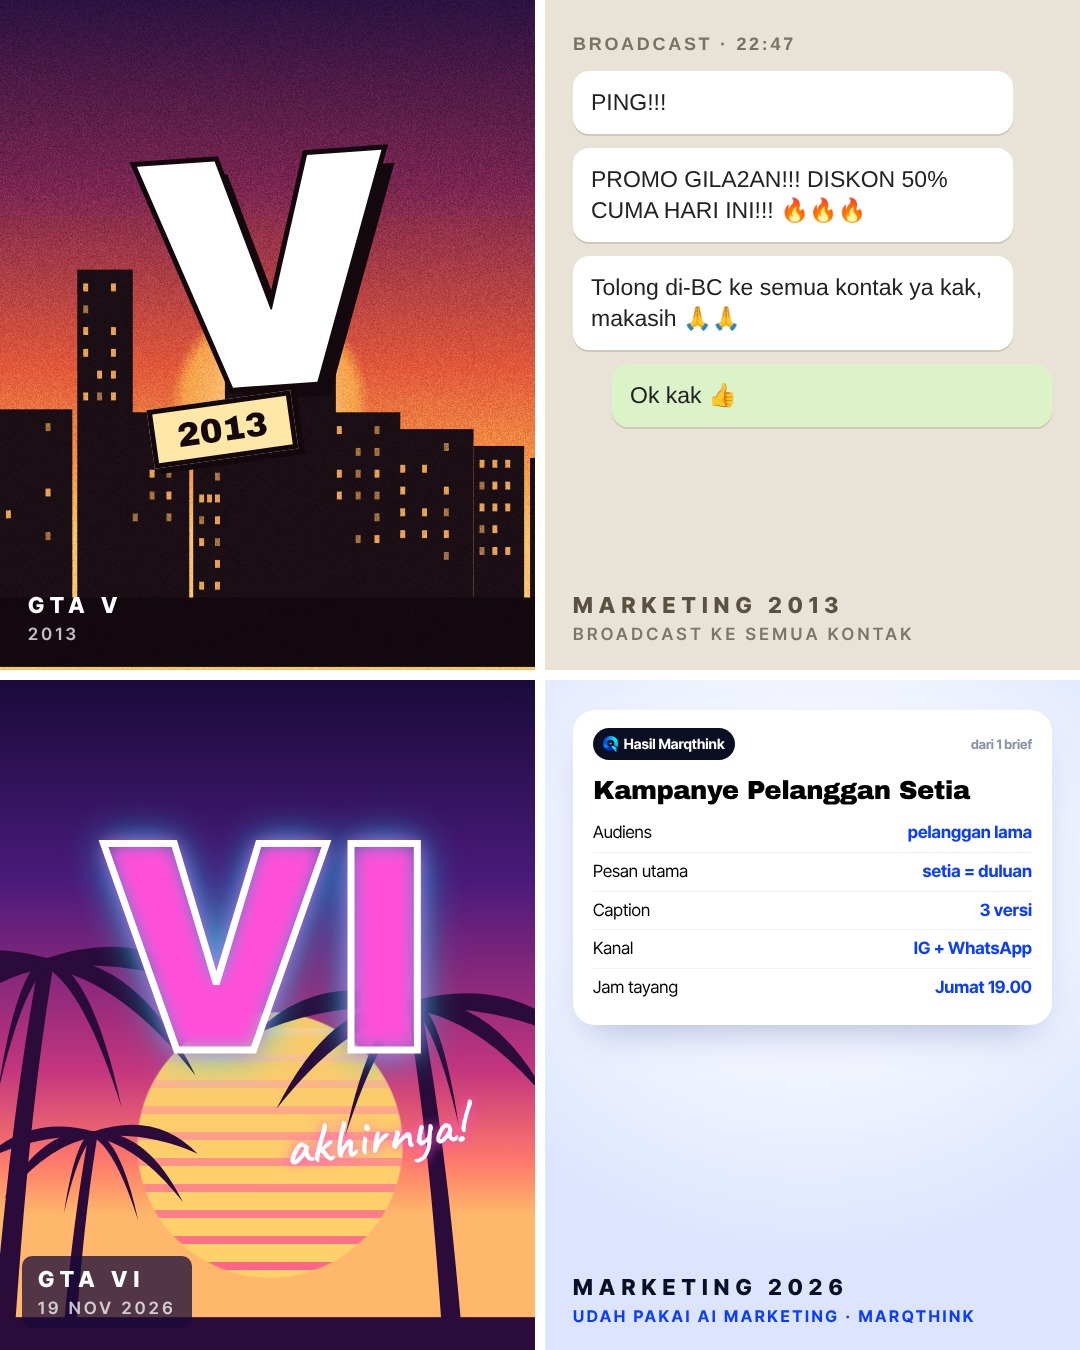 V
2013
GTA V
2013
BROADCAST · 22:47
PING!!!
PROMO GILA2AN!!! DISKON 50%
CUMA HARI INI!!! 🔥🔥🔥
Tolong di-BC ke semua kontak ya kak,
makasih 🙏🙏
Ok kak 👍
MARKETING 2013
BROADCAST KE SEMUA KONTAK
VI
akhirnya!
GTA VI
19 NOV 2026
Hasil Marqthink
dari 1 brief
Kampanye Pelanggan Setia
Audiens pelanggan lama
Pesan utama setia = duluan
Caption 3 versi
Kanal IG + WhatsApp
Jam tayang Jumat 19.00
MARKETING 2026
UDAH PAKAI AI MARKETING · MARQTHINK